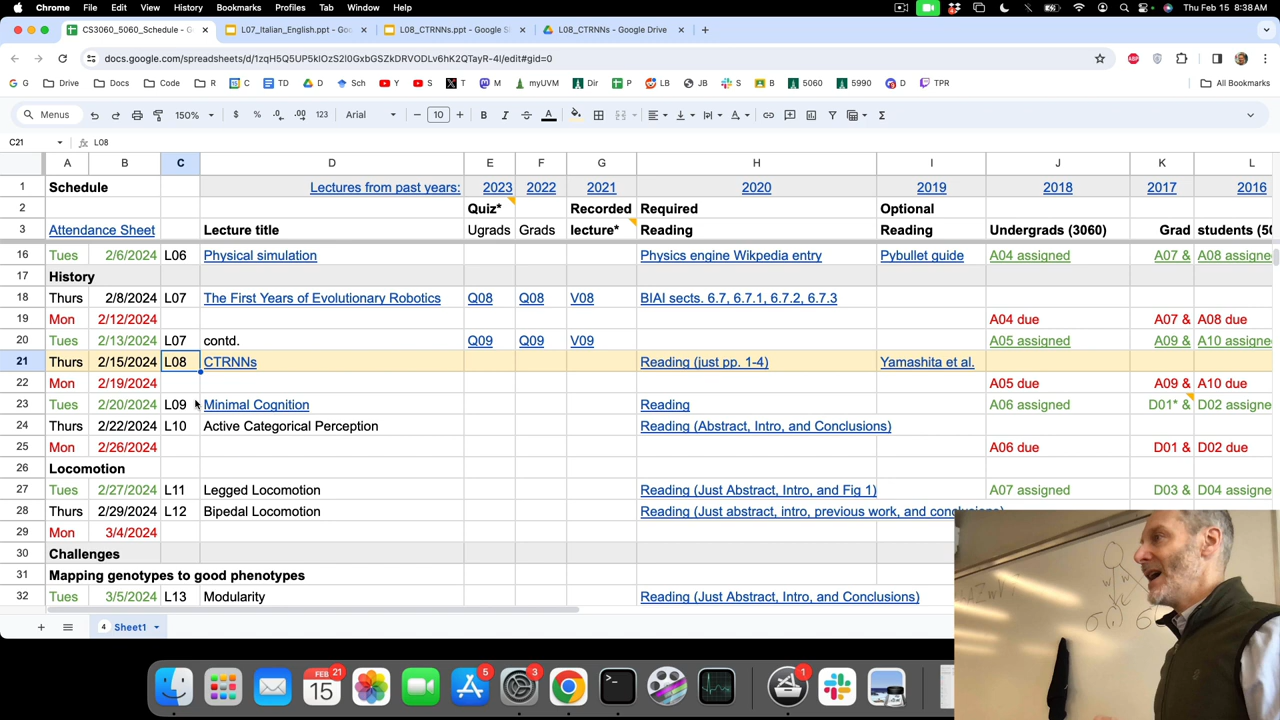 Chrome File Edit View History Bookmarks Profiles Tab Window Help Thu Feb 15 8:38 AM
CS3060_5060_Schedule - L07_Italian_English.ppt - Goo L08_CTRNNs.ppt - Google S L08_CTRNNs - Google Drive
docs.google.com/spreadsheets/d/1zqH5Q5UP5kIOzS2l0GxbGSZkDRVOD1v6hK2QTayR-4I/edit#gid=0
G Drive Docs Code R C TD D Sch Y S T M myUVM Dir P LB JB S B 5060 5990 D TPR All Bookmarks
Menus 150% $ % .0 .00 123 Arial 10 B I A
C21 fx L08
A B C D E F G H I J K L
1 Schedule Lectures from past years: 2023 2022 2021 2020 2019 2018 2017 2016
2 Quiz* Recorded Required Optional
3 Attendance Sheet Lecture title Ugrads Grads lecture* Reading Reading Undergrads (3060) Grad students (50
16 Tues 2/6/2024 L06 Physical simulation Physics engine Wikpedia entry Pybullet guide A04 assigned A07 & A08 assigne
17 History
18 Thurs 2/8/2024 L07 The First Years of Evolutionary Robotics Q08 Q08 V08 BIAI sects. 6.7, 6.7.1, 6.7.2, 6.7.3
19 Mon 2/12/2024 A04 due A07 & A08 due
20 Tues 2/13/2024 L07 contd. Q09 Q09 V09 A05 assigned A09 & A10 assigne
21 Thurs 2/15/2024 L08 CTRNNs Reading (just pp. 1-4) Yamashita et al.
22 Mon 2/19/2024 A05 due A09 & A10 due
23 Tues 2/20/2024 L09 Minimal Cognition Reading A06 assigned D01* & D02 assigne
24 Thurs 2/22/2024 L10 Active Categorical Perception Reading (Abstract, Intro, and Conclusions)
25 Mon 2/26/2024 A06 due D01 & D02 due
26 Locomotion
27 Tues 2/27/2024 L11 Legged Locomotion Reading (Just Abstract, Intro, and Fig 1) A07 assigned D03 & D04 assigne
28 Thurs 2/29/2024 L12 Bipedal Locomotion Reading (Just abstract, intro, previous work, and conclusions)
29 Mon 3/4/2024
30 Challenges
31 Mapping genotypes to good phenotypes
32 Tues 3/5/2024 L13 Modularity Reading (Just Abstract, Intro, and Conclusions)
4 Sheet1
FEB 21
15 5 3 1